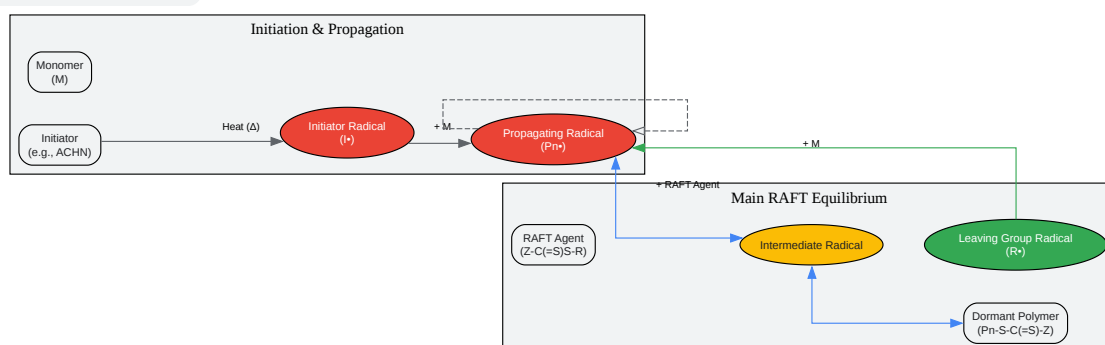 Initiation & Propagation
Monomer
(M)
Initiator
(e.g., ACHN)
Heat (Δ)
Initiator Radical
(I•)
+ M
Propagating Radical
(Pn•)
+ M
+ RAFT Agent
Main RAFT Equilibrium
RAFT Agent
(Z-C(=S)S-R)
Intermediate Radical
Leaving Group Radical
(R•)
Dormant Polymer
(Pn-S-C(=S)-Z)